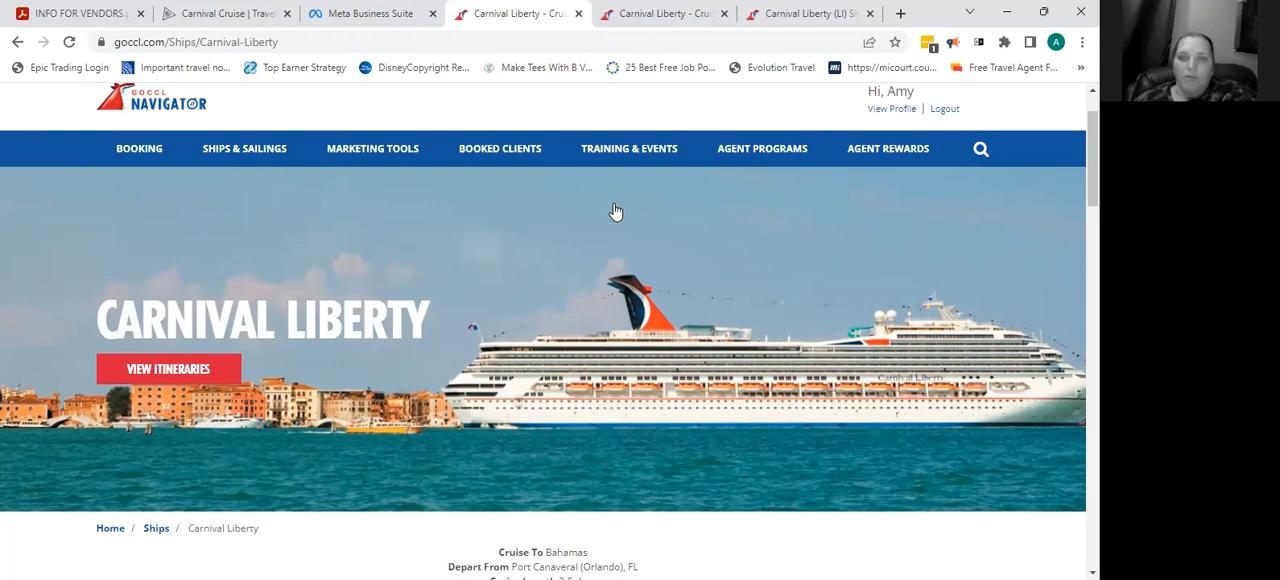 INFO FOR VENDORS.p
Carnival Cruise | Trave
Meta Business Suite
Carnival Liberty - Crui
Carnival Liberty - Crui
Carnival Liberty (LI) Sh
goccl.com/Ships/Carnival-Liberty
1
A
Epic Trading Login
Important travel no...
Top Earner Strategy
DisneyCopyright Re...
Make Tees With B V...
25 Best Free Job Po...
Evolution Travel
https://micourt.cou...
Free Travel Agent F...
»
GOCCL
NAVIGATOR
Hi, Amy
View Profile | Logout
BOOKING
SHIPS & SAILINGS
MARKETING TOOLS
BOOKED CLIENTS
TRAINING & EVENTS
AGENT PROGRAMS
AGENT REWARDS
CARNIVAL LIBERTY
VIEW ITINERARIES
Carnival Liberty
Home / Ships / Carnival Liberty
Cruise To Bahamas
Depart From Port Canaveral (Orlando), FL